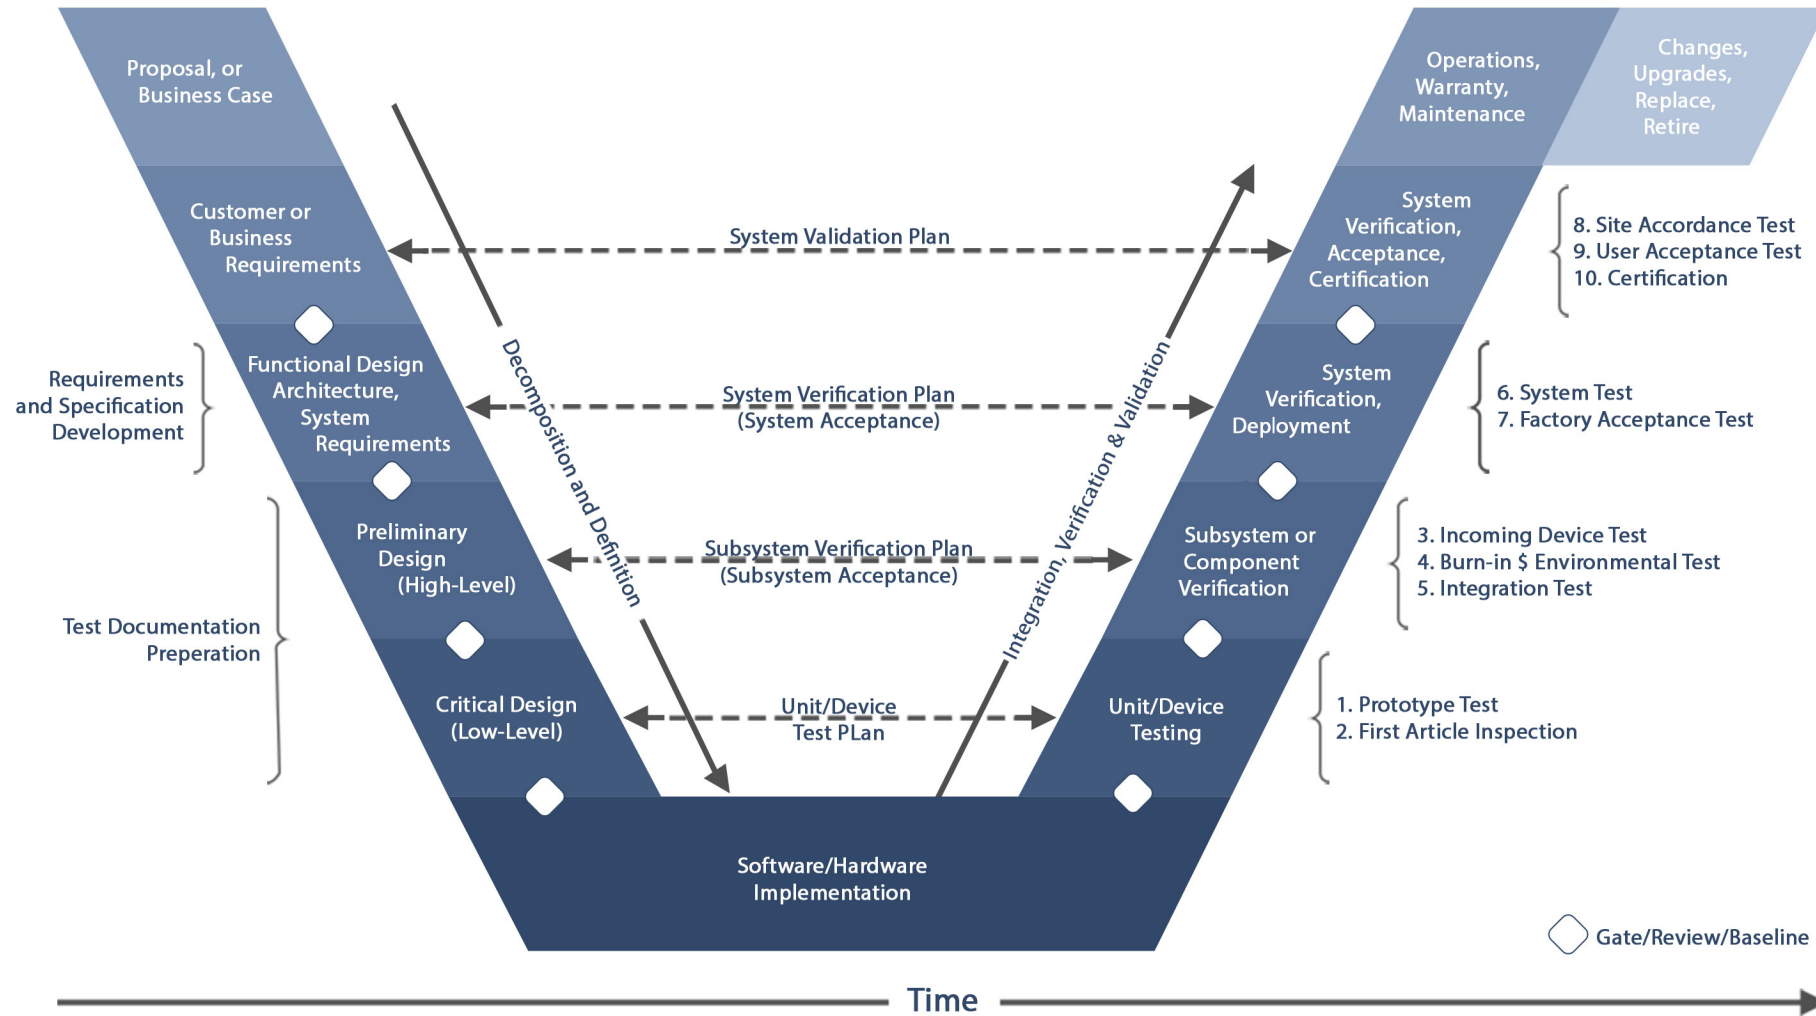 Proposal, or
Business Case
Customer or
Business
Requirements
Functional Design
Architecture,
System
Requirements
Preliminary
Design
(High-Level)
Critical Design
(Low-Level)
Software/Hardware
Implementation
Unit/Device
Testing
Subsystem or
Component
Verification
System
Verification,
Deployment
System
Verification,
Acceptance,
Certification
Operations,
Warranty,
Maintenance
Changes,
Upgrades,
Replace,
Retire
Requirements
and Specification
Development
Test Documentation
Preperation
Decomposition and Definition
Integration, Verification & Validation
System Validation Plan
System Verification Plan
(System Acceptance)
Subsystem Verification Plan
(Subsystem Acceptance)
Unit/Device
Test PLan
8. Site Accordance Test
9. User Acceptance Test
10. Certification
6. System Test
7. Factory Acceptance Test
3. Incoming Device Test
4. Burn-in $ Environmental Test
5. Integration Test
1. Prototype Test
2. First Article Inspection
Gate/Review/Baseline
Time